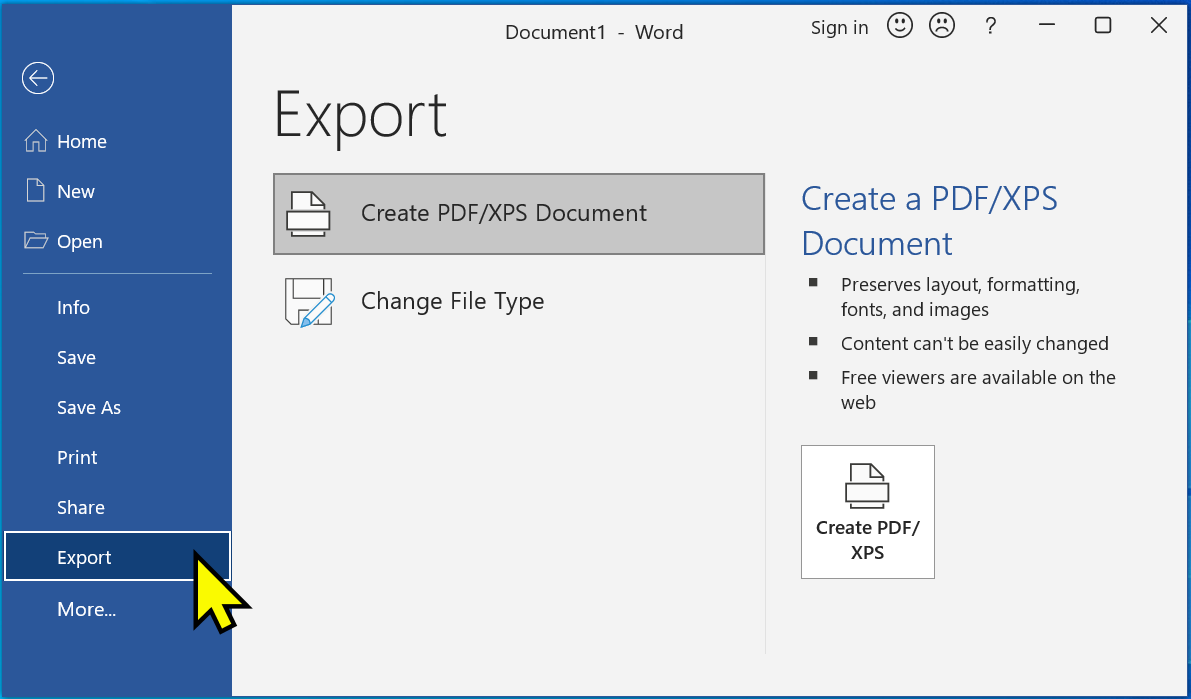 Document1 - Word
Sign in
?
Export
Home
New
Open
Info
Save
Save As
Print
Share
Export
More...
Create PDF/XPS Document
Change File Type
Create a PDF/XPS
Document
Preserves layout, formatting,
fonts, and images
Content can't be easily changed
Free viewers are available on the
web
Create PDF/
XPS